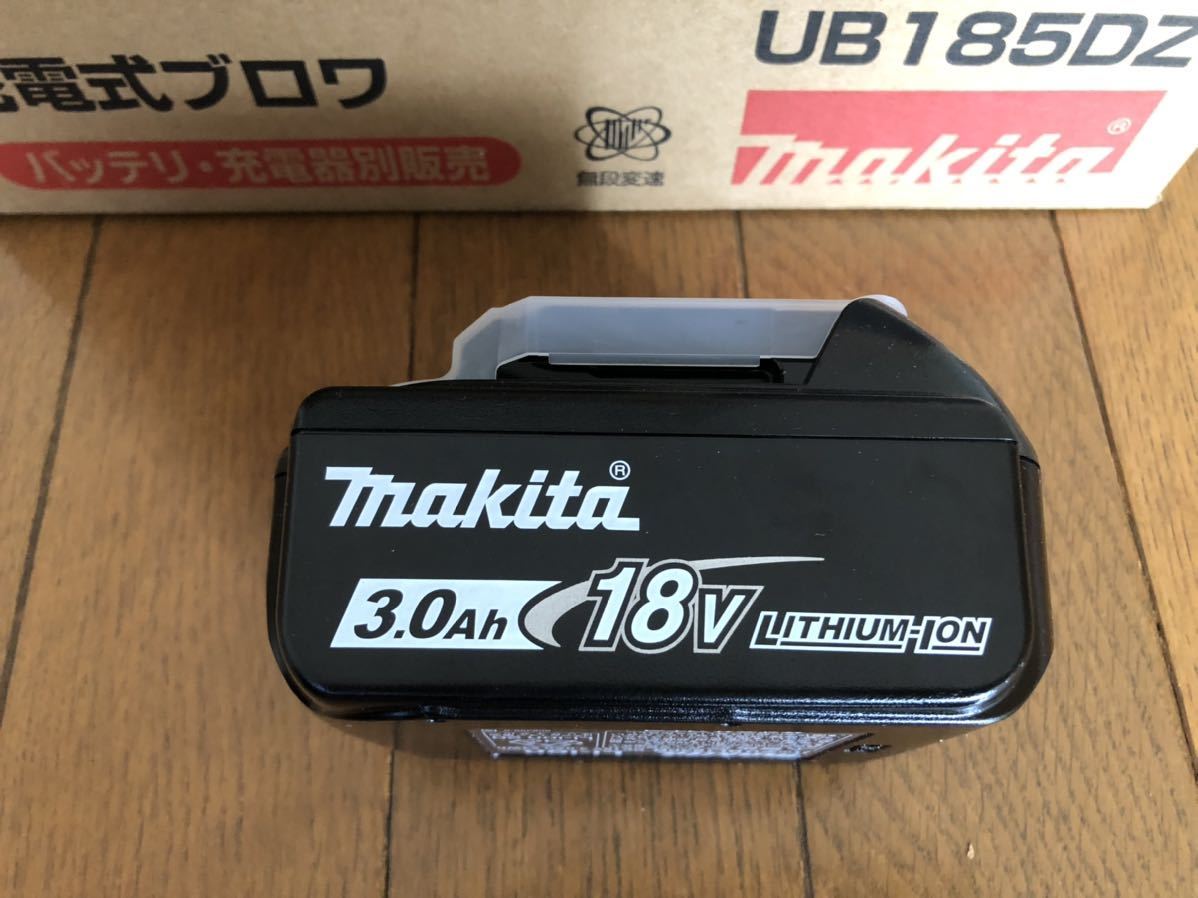 UB185DZ
電式ブロワ
makita®
バッテリ・充電器別販売
無段変速
makita®
3.0Ah 18V LITHIUM-ION